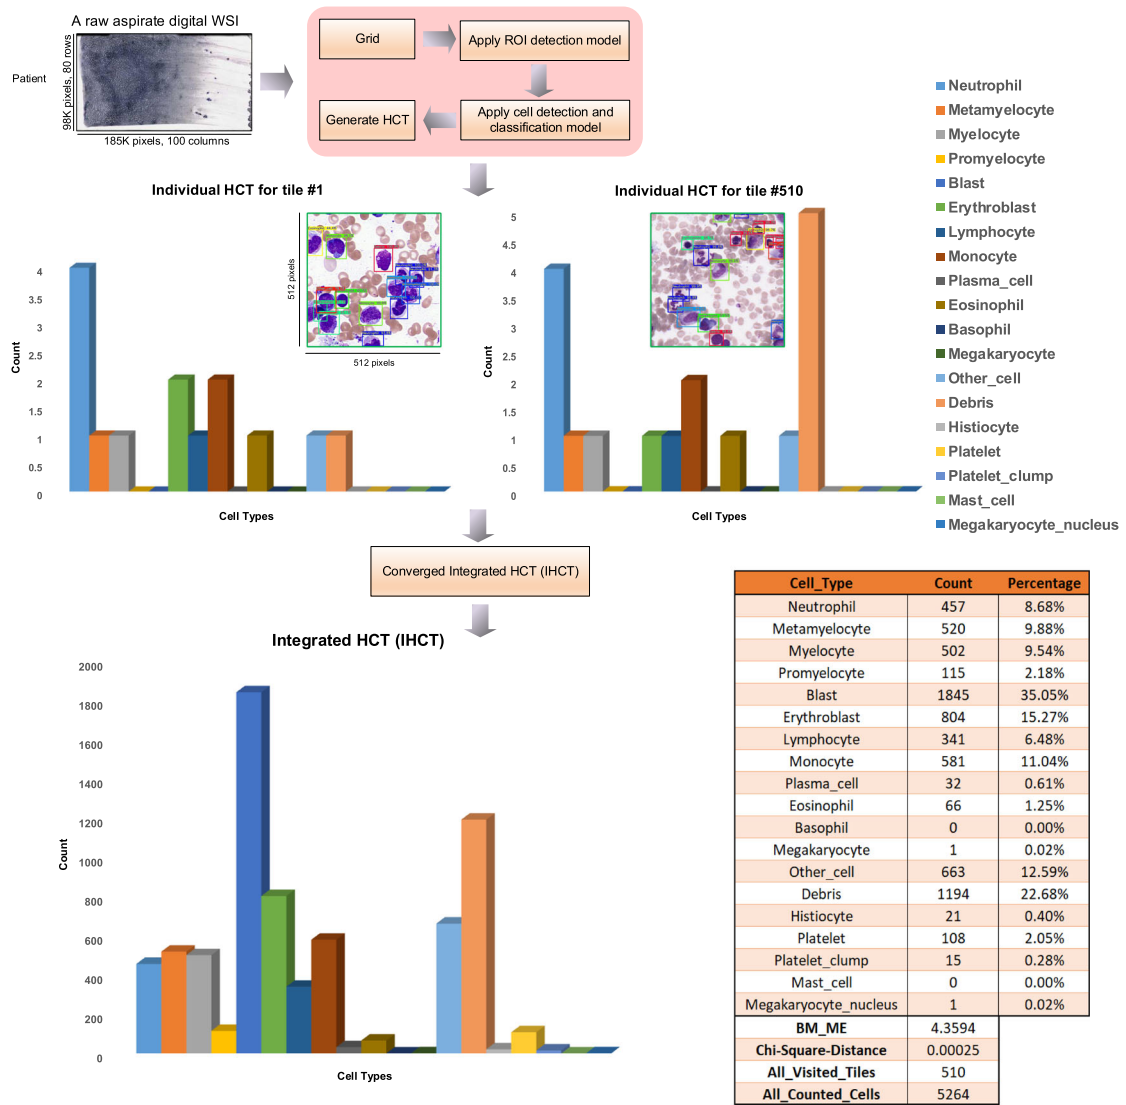 A raw aspirate digital WSI
Patient
98K pixels, 80 rows
185K pixels, 100 columns
Grid
Apply ROI detection model
Generate HCT
Apply cell detection and
classification model
Neutrophil
Metamyelocyte
Myelocyte
Promyelocyte
Blast
Erythroblast
Lymphocyte
Monocyte
Plasma_cell
Eosinophil
Basophil
Megakaryocyte
Other_cell
Debris
Histiocyte
Platelet
Platelet_clump
Mast_cell
Megakaryocyte_nucleus
Individual HCT for tile #1
512 pixels
512 pixels
Count
4
3.5
3
2.5
2
1.5
1
0.5
0
Cell Types
Individual HCT for tile #510
Count
5
4.5
4
3.5
3
2.5
2
1.5
1
0.5
0
Cell Types
Converged Integrated HCT (IHCT)
Integrated HCT (IHCT)
Count
2000
1800
1600
1400
1200
1000
800
600
400
200
0
Cell Types
Cell_Type Count Percentage
Neutrophil 457 8.68%
Metamyelocyte 520 9.88%
Myelocyte 502 9.54%
Promyelocyte 115 2.18%
Blast 1845 35.05%
Erythroblast 804 15.27%
Lymphocyte 341 6.48%
Monocyte 581 11.04%
Plasma_cell 32 0.61%
Eosinophil 66 1.25%
Basophil 0 0.00%
Megakaryocyte 1 0.02%
Other_cell 663 12.59%
Debris 1194 22.68%
Histiocyte 21 0.40%
Platelet 108 2.05%
Platelet_clump 15 0.28%
Mast_cell 0 0.00%
Megakaryocyte_nucleus 1 0.02%
BM_ME 4.3594
Chi-Square-Distance 0.00025
All_Visited_Tiles 510
All_Counted_Cells 5264